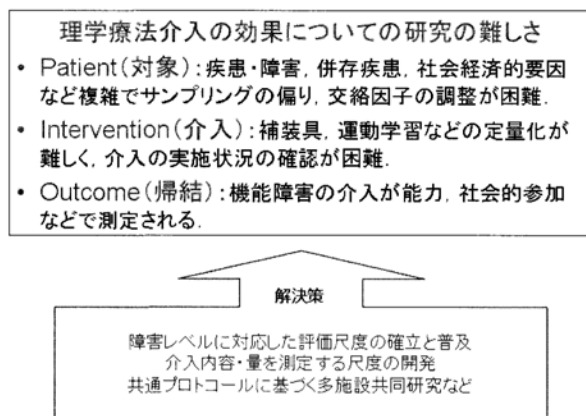 理学療法介入の効果についての研究の難しさ
• Patient(対象):疾患・障害,併存疾患,社会経済的要因
など複雑でサンプリングの偏り,交絡因子の調整が困難.
• Intervention(介入):補装具,運動学習などの定量化が
難しく,介入の実施状況の確認が困難.
• Outcome(帰結):機能障害の介入が能力,社会的参加
などで測定される.
解決策
障害レベルに対応した評価尺度の確立と普及
介入内容・量を測定する尺度の開発
共通プロトコールに基づく多施設共同研究など